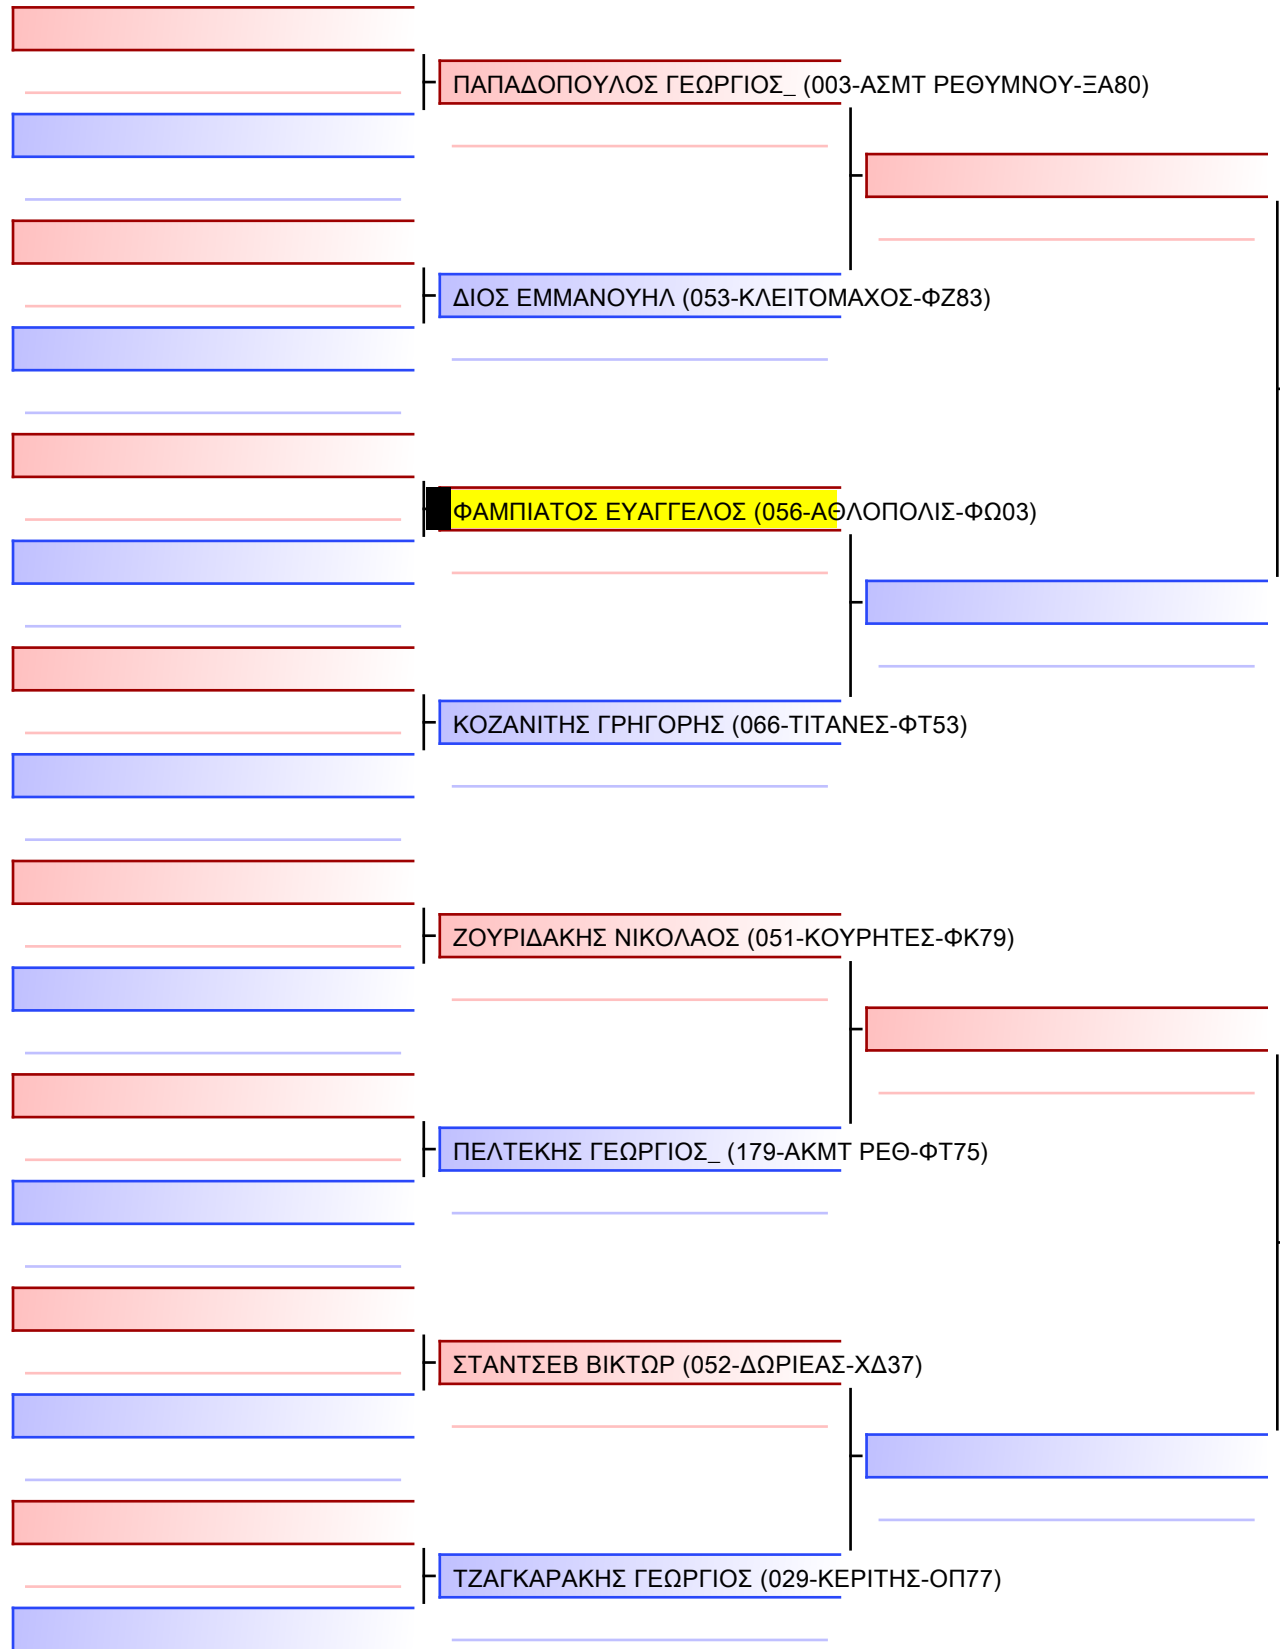 ΠΑΠΑΔΟΠΟΥΛΟΣ ΓΕΩΡΓΙΟΣ_ (003-ΑΣΜΤ ΡΕΘΥΜΝΟΥ-ΞΑ80)
ΔΙΟΣ ΕΜΜΑΝΟΥΗΛ (053-ΚΛΕΙΤΟΜΑΧΟΣ-ΦΖ83)
ΦΑΜΠΙΑΤΟΣ ΕΥΑΓΓΕΛΟΣ (056-ΑΘΛΟΠΟΛΙΣ-ΦΩ03)
ΚΟΖΑΝΙΤΗΣ ΓΡΗΓΟΡΗΣ (066-ΤΙΤΑΝΕΣ-ΦΤ53)
ΖΟΥΡΙΔΑΚΗΣ ΝΙΚΟΛΑΟΣ (051-ΚΟΥΡΗΤΕΣ-ΦΚ79)
ΠΕΛΤΕΚΗΣ ΓΕΩΡΓΙΟΣ_ (179-ΑΚΜΤ ΡΕΘ-ΦΤ75)
ΣΤΑΝΤΣΕΒ ΒΙΚΤΩΡ (052-ΔΩΡΙΕΑΣ-ΧΔ37)
ΤΖΑΓΚΑΡΑΚΗΣ ΓΕΩΡΓΙΟΣ (029-ΚΕΡΙΤΗΣ-ΟΠ77)